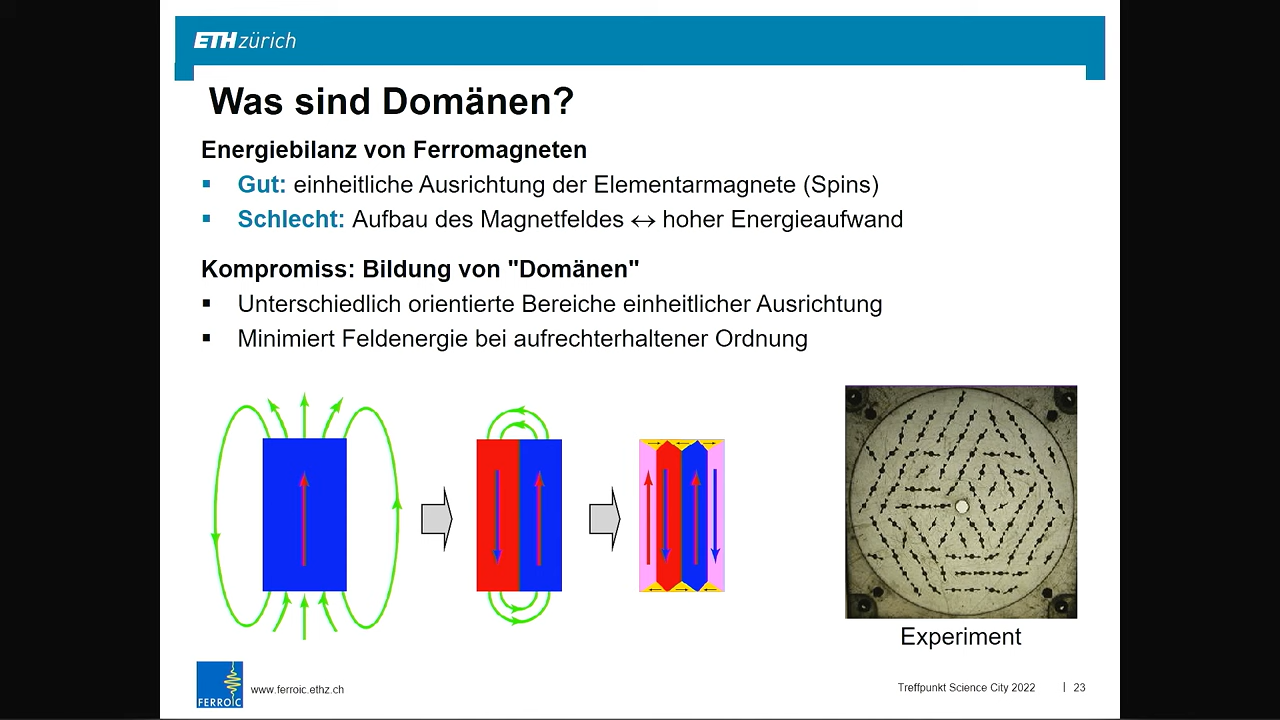 ETH zürich
Was sind Domänen?
Energiebilanz von Ferromagneten
▪ Gut: einheitliche Ausrichtung der Elementarmagnete (Spins)
▪ Schlecht: Aufbau des Magnetfeldes ↔ hoher Energieaufwand
Kompromiss: Bildung von "Domänen"
▪ Unterschiedlich orientierte Bereiche einheitlicher Ausrichtung
▪ Minimiert Feldenergie bei aufrechterhaltener Ordnung
Experiment
FERROIC
www.ferroic.ethz.ch
Treffpunkt Science City 2022 | 23